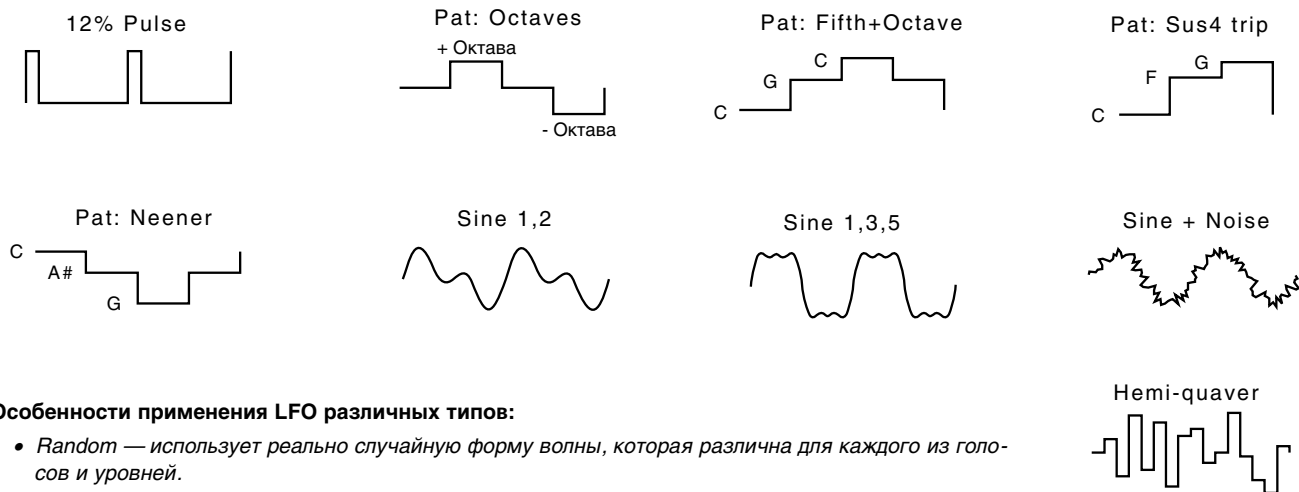 12% Pulse
Pat: Octaves
+ Октава
- Октава
Pat: Fifth+Octave
C
G
C
Pat: Sus4 trip
C
F
G
Pat: Neener
C
A#
G
Sine 1,2
Sine 1,3,5
Sine + Noise
Hemi-quaver
Особенности применения LFO различных типов:
• Random — использует реально случайную форму волны, которая различна для каждого из голо-
сов и уровней.